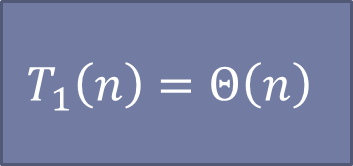 T₁(n) = Θ(n)